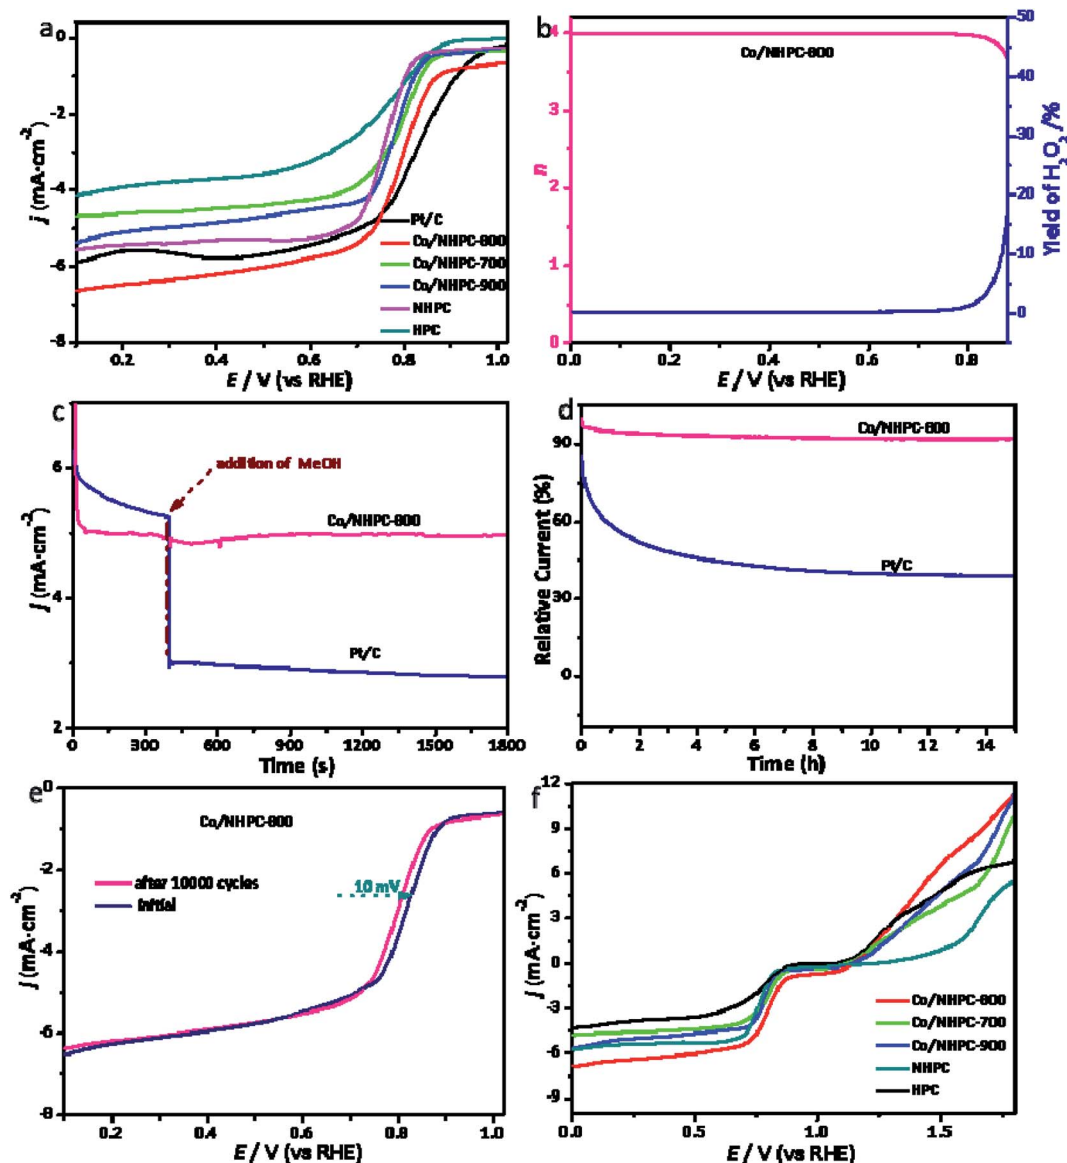 a
0
-2
-4
-6
-8
j (mA·cm⁻²)
Pt/C
Co/NHPC-800
Co/NHPC-700
Co/NHPC-900
NHPC
HPC
0.2 0.4 0.6 0.8 1.0
E / V (vs RHE)
b
4
3
2
1
0
n
Co/NHPC-800
50
40
30
20
10
0
Yield of H₂O₂ /%
0.0 0.2 0.4 0.6 0.8
E / V (vs RHE)
c
6
4
2
j (mA·cm⁻²)
addition of MeOH
Co/NHPC-800
Pt/C
0 300 600 900 1200 1500 1800
Time (s)
d
90
60
30
0
Relative Current (%)
Co/NHPC-800
Pt/C
0 2 4 6 8 10 12 14
Time (h)
e
0
-2
-4
-6
-8
j (mA·cm⁻²)
Co/NHPC-800
after 10000 cycles
initial
10 mV
0.2 0.4 0.6 0.8 1.0
E / V (vs RHE)
f
12
9
6
3
0
-3
-6
-9
j (mA·cm⁻²)
Co/NHPC-800
Co/NHPC-700
Co/NHPC-900
NHPC
HPC
0.0 0.5 1.0 1.5
E / V (vs RHE)